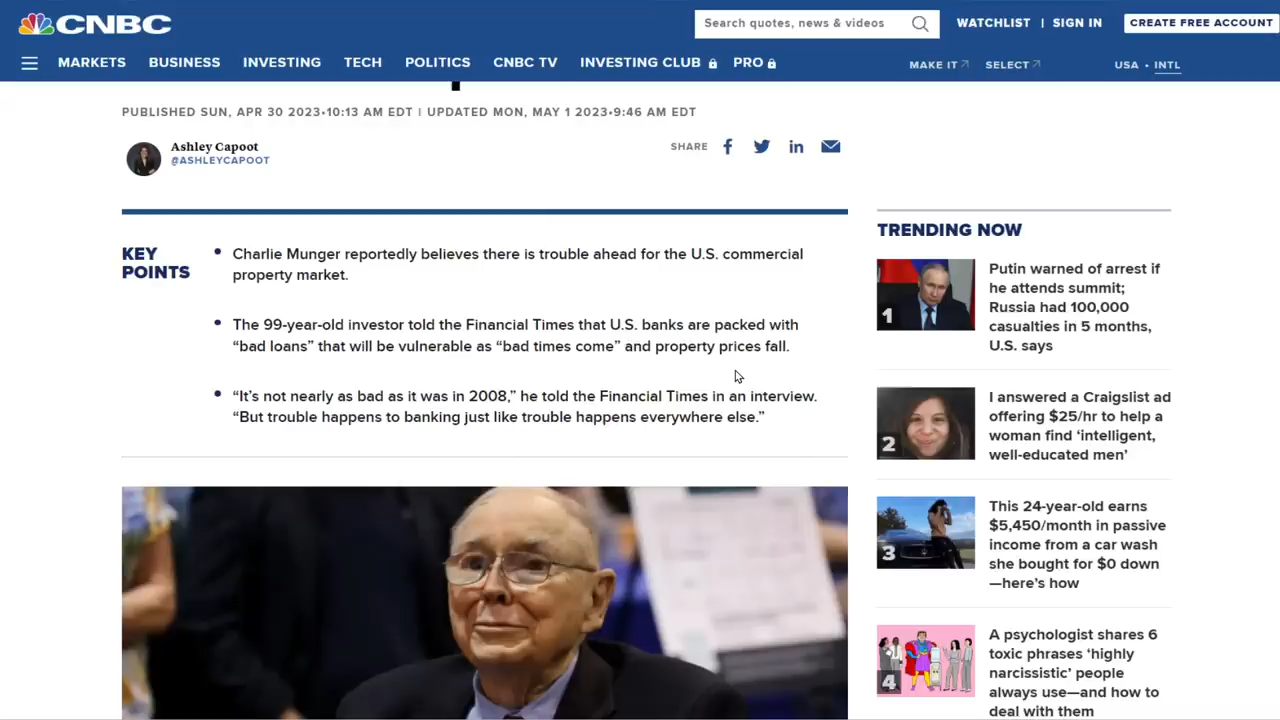 CNBC
Search quotes, news & videos
WATCHLIST | SIGN IN
CREATE FREE ACCOUNT
MARKETS BUSINESS INVESTING TECH POLITICS CNBC TV INVESTING CLUB PRO
MAKE IT SELECT
USA • INTL
PUBLISHED SUN, APR 30 2023•10:13 AM EDT | UPDATED MON, MAY 1 2023•9:46 AM EDT
Ashley Capoot
@ASHLEYCAPOOT
SHARE
KEY
POINTS
Charlie Munger reportedly believes there is trouble ahead for the U.S. commercial
property market.
The 99-year-old investor told the Financial Times that U.S. banks are packed with
“bad loans” that will be vulnerable as “bad times come” and property prices fall.
“It’s not nearly as bad as it was in 2008,” he told the Financial Times in an interview.
“But trouble happens to banking just like trouble happens everywhere else.”
TRENDING NOW
1
Putin warned of arrest if
he attends summit;
Russia had 100,000
casualties in 5 months,
U.S. says
2
I answered a Craigslist ad
offering $25/hr to help a
woman find ‘intelligent,
well-educated men’
3
This 24-year-old earns
$5,450/month in passive
income from a car wash
she bought for $0 down
—here’s how
4
A psychologist shares 6
toxic phrases ‘highly
narcissistic’ people
always use—and how to
deal with them